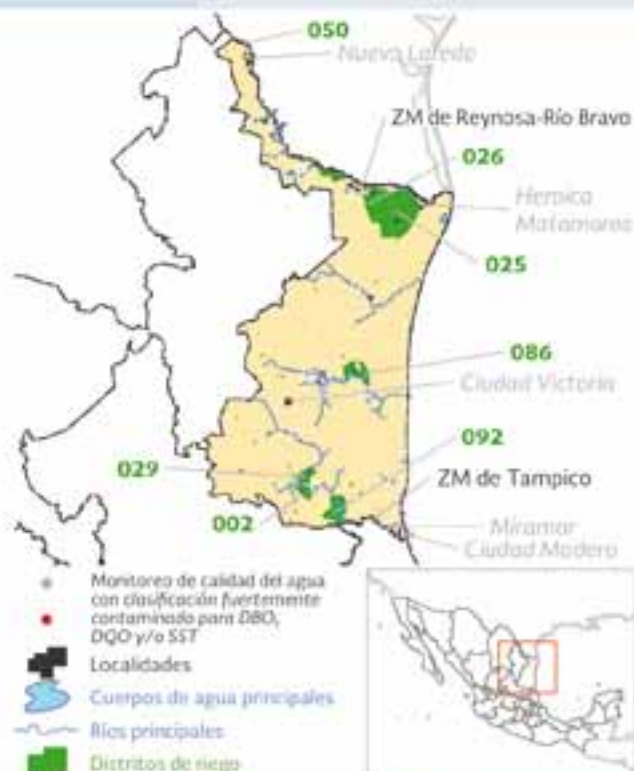 050
Nuevo Laredo
ZM de Reynosa-Río Bravo
026
Heroica
Matamoros
025
086
Ciudad Victoria
092
029
ZM de Tampico
002
Miramar
Ciudad Madero
Monitoreo de calidad del agua
con clasificación fuertemente
contaminado para DBO,
DQO y/o SST
Localidades
Cuerpos de agua principales
Ríos principales
Distritos de riego